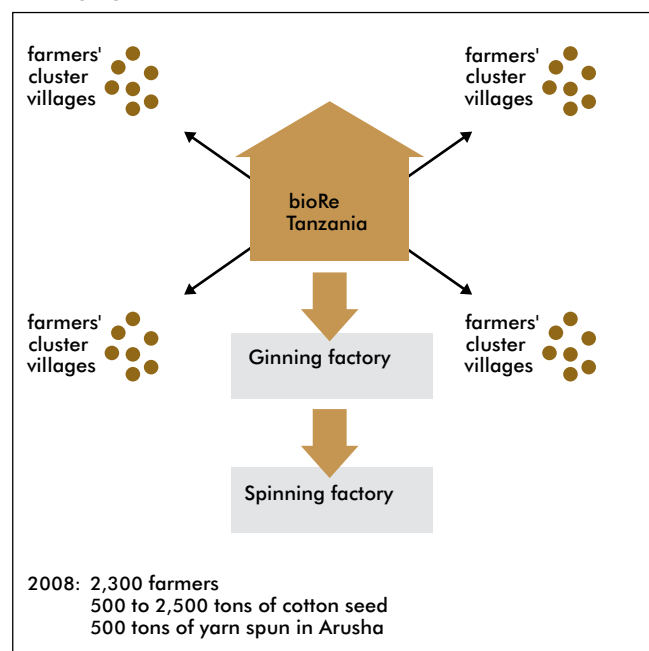 farmers'
cluster
villages
farmers'
cluster
villages
bioRe
Tanzania
farmers'
cluster
villages
farmers'
cluster
villages
Ginning factory
Spinning factory
2008: 2,300 farmers
500 to 2,500 tons of cotton seed
500 tons of yarn spun in Arusha